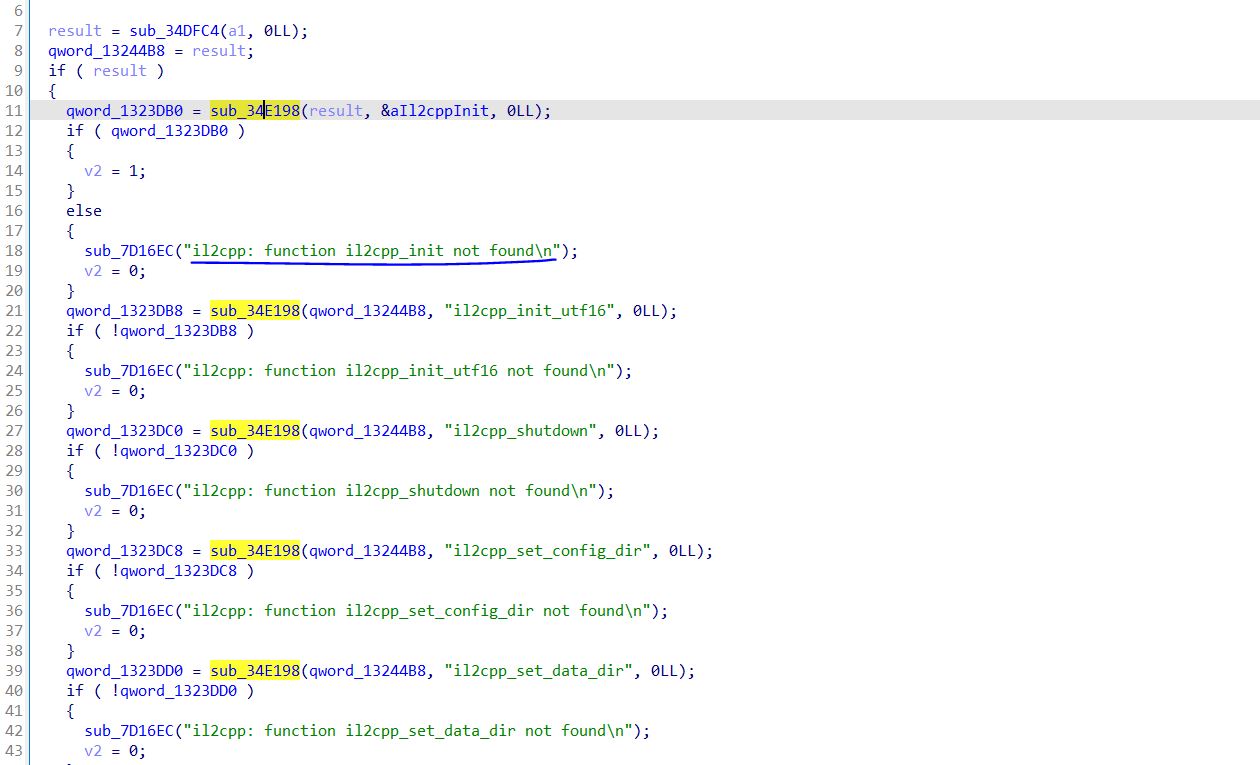 6
7 result = sub_34DFC4(a1, 0LL);
8 qword_13244B8 = result;
9 if ( result )
10 {
11 qword_1323DB0 = sub_34E198(result, &aIl2cppInit, 0LL);
12 if ( qword_1323DB0 )
13 {
14 v2 = 1;
15 }
16 else
17 {
18 sub_7D16EC("il2cpp: function il2cpp_init not found\n");
19 v2 = 0;
20 }
21 qword_1323DB8 = sub_34E198(qword_13244B8, "il2cpp_init_utf16", 0LL);
22 if ( !qword_1323DB8 )
23 {
24 sub_7D16EC("il2cpp: function il2cpp_init_utf16 not found\n");
25 v2 = 0;
26 }
27 qword_1323DC0 = sub_34E198(qword_13244B8, "il2cpp_shutdown", 0LL);
28 if ( !qword_1323DC0 )
29 {
30 sub_7D16EC("il2cpp: function il2cpp_shutdown not found\n");
31 v2 = 0;
32 }
33 qword_1323DC8 = sub_34E198(qword_13244B8, "il2cpp_set_config_dir", 0LL);
34 if ( !qword_1323DC8 )
35 {
36 sub_7D16EC("il2cpp: function il2cpp_set_config_dir not found\n");
37 v2 = 0;
38 }
39 qword_1323DD0 = sub_34E198(qword_13244B8, "il2cpp_set_data_dir", 0LL);
40 if ( !qword_1323DD0 )
41 {
42 sub_7D16EC("il2cpp: function il2cpp_set_data_dir not found\n");
43 v2 = 0;